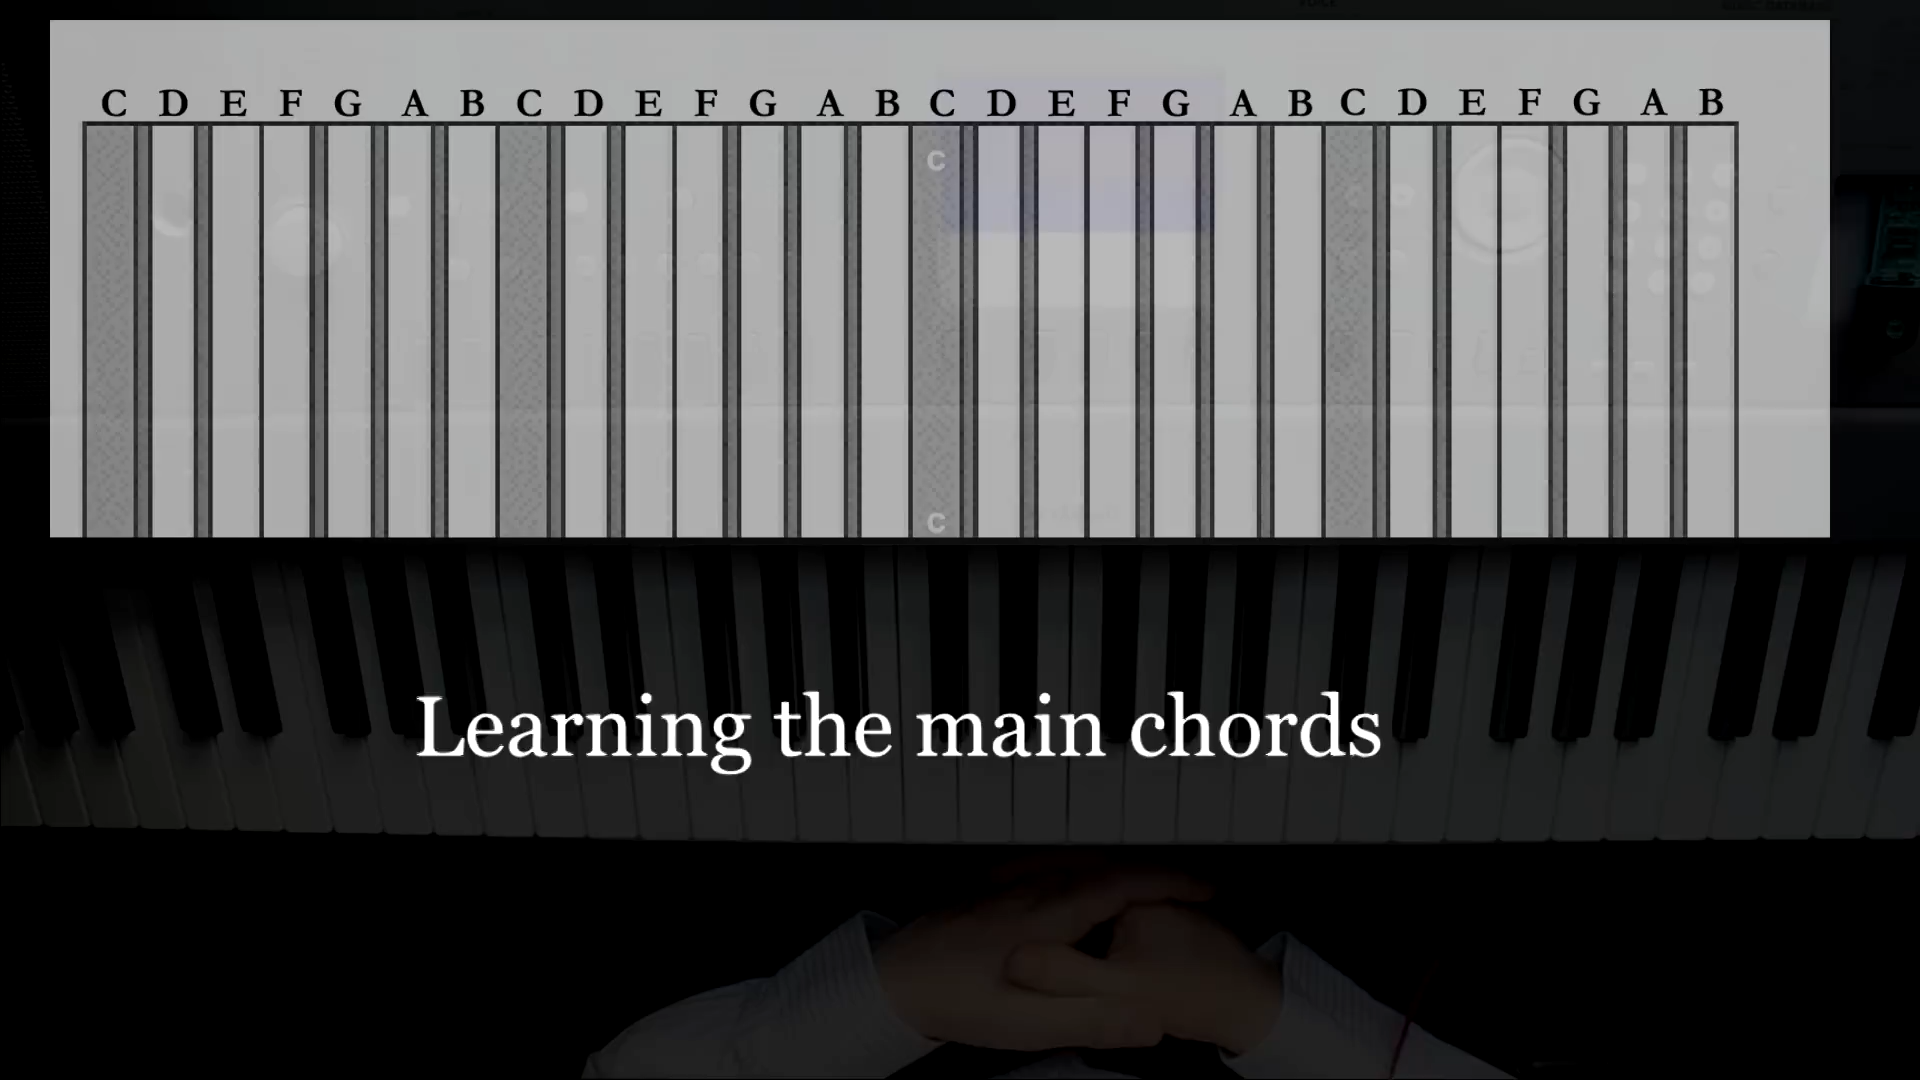 C D E F G A B C D E F G A B C D E F G A B C D E F G A B
C
C
Learning the main chords